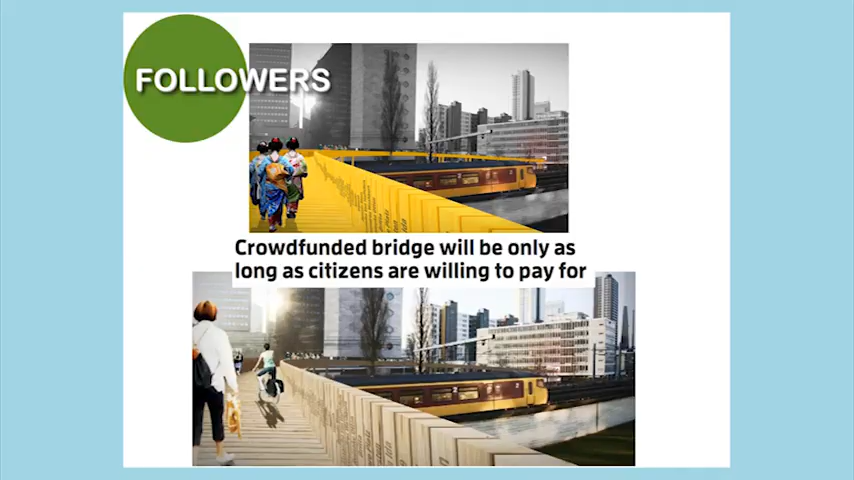 FOLLOWERS
Crowdfunded bridge will be only as
long as citizens are willing to pay for